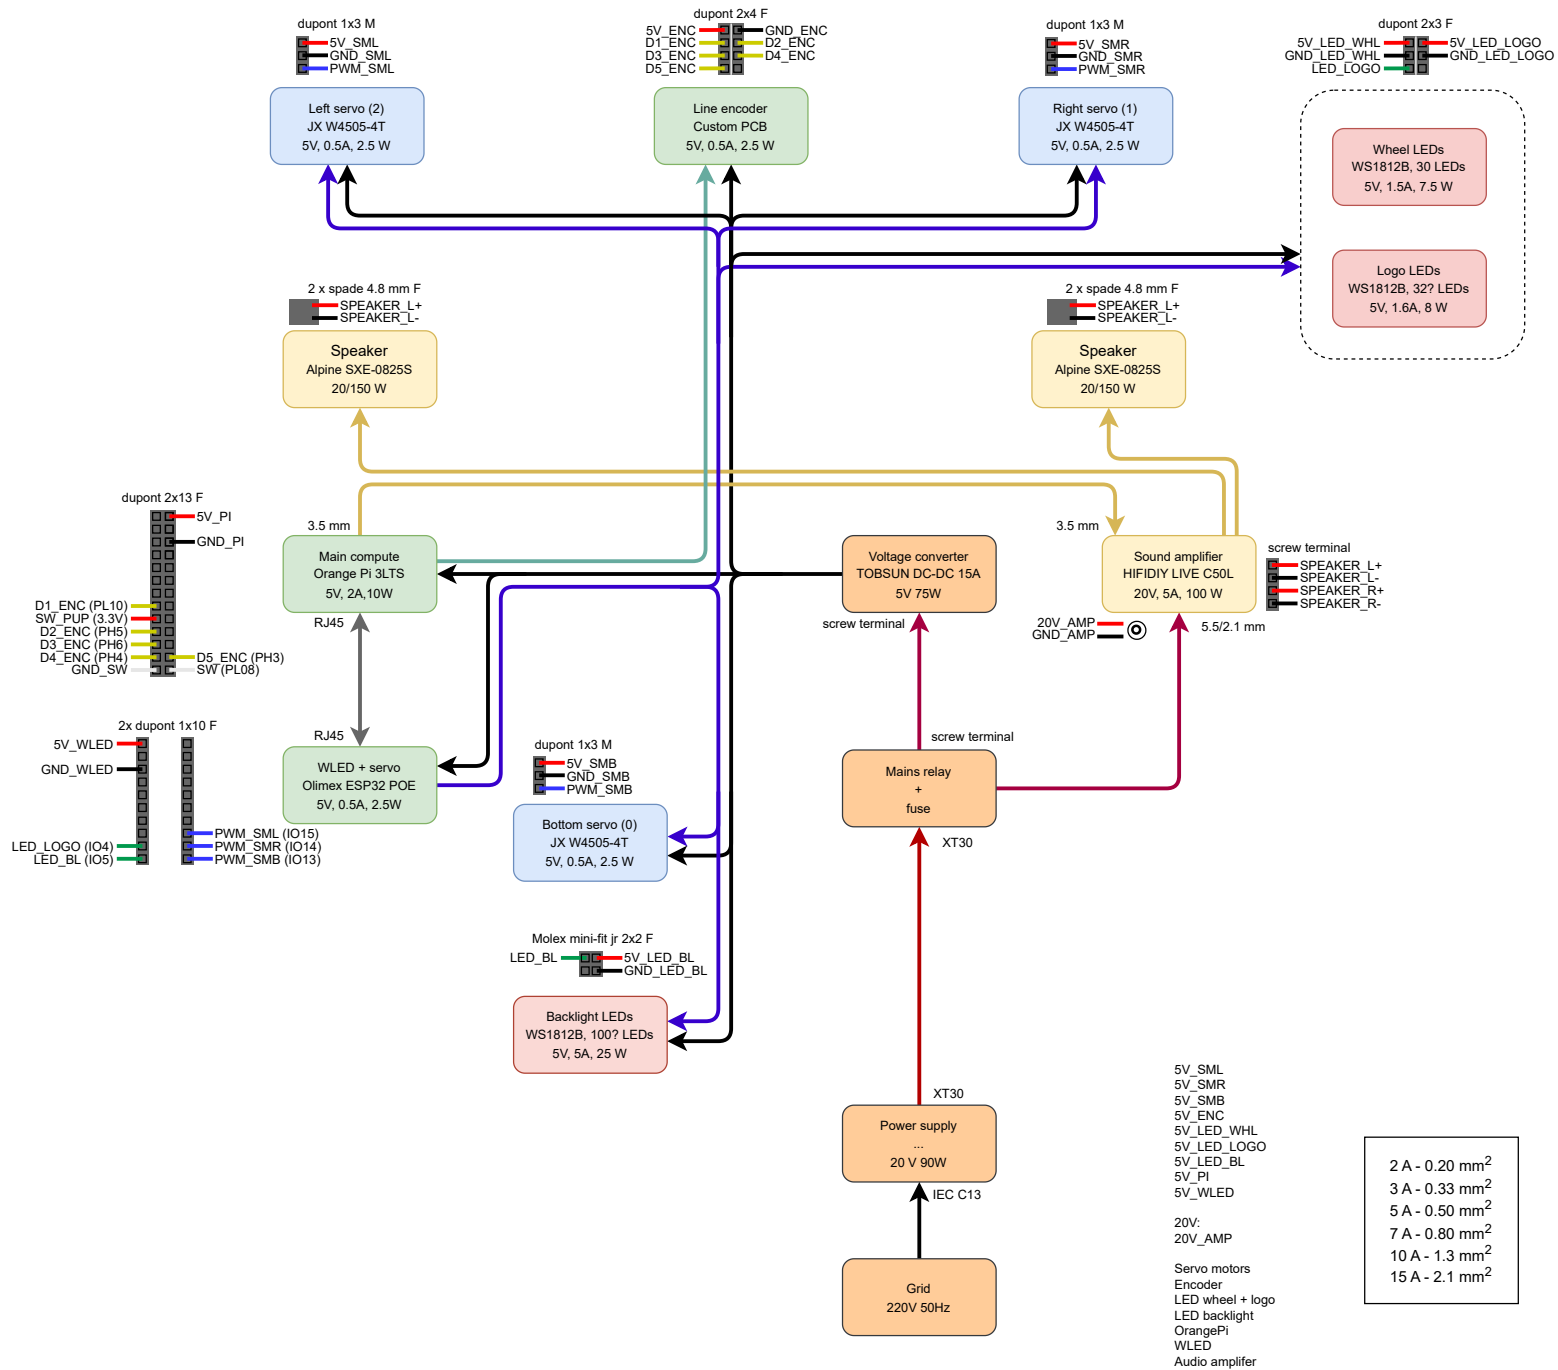 dupont 1x3 M
5V_SML
GND_SML
PWM_SML
Left servo (2)
JX W4505-4T
5V, 0.5A, 2.5 W
dupont 2x4 F
5V_ENC
GND_ENC
D1_ENC
D2_ENC
D3_ENC
D4_ENC
D5_ENC
Line encoder
Custom PCB
5V, 0.5A, 2.5 W
dupont 1x3 M
5V_SMR
GND_SMR
PWM_SMR
Right servo (1)
JX W4505-4T
5V, 0.5A, 2.5 W
dupont 2x3 F
5V_LED_WHL
5V_LED_LOGO
GND_LED_WHL
GND_LED_LOGO
LED_LOGO
Wheel LEDs
WS1812B, 30 LEDs
5V, 1.5A, 7.5 W
Logo LEDs
WS1812B, 32? LEDs
5V, 1.6A, 8 W
2 x spade 4.8 mm F
SPEAKER_L+
SPEAKER_L-
Speaker
Alpine SXE-0825S
20/150 W
2 x spade 4.8 mm F
SPEAKER_L+
SPEAKER_L-
Speaker
Alpine SXE-0825S
20/150 W
dupont 2x13 F
5V_PI
GND_PI
D1_ENC (PL10)
SW_PUP (3.3V)
D2_ENC (PH5)
D3_ENC (PH6)
D4_ENC (PH4)
D5_ENC (PH3)
GND_SW
SW (PL08)
3.5 mm
Main compute
Orange Pi 3LTS
5V, 2A,10W
RJ45
Voltage converter
TOBSUN DC-DC 15A
5V 75W
screw terminal
3.5 mm
Sound amplifier
HIFIDIY LIVE C50L
20V, 5A, 100 W
screw terminal
SPEAKER_L+
SPEAKER_L-
SPEAKER_R+
SPEAKER_R-
20V_AMP
GND_AMP
5.5/2.1 mm
2x dupont 1x10 F
5V_WLED
GND_WLED
PWM_SML (IO15)
LED_LOGO (IO4)
PWM_SMR (IO14)
LED_BL (IO5)
PWM_SMB (IO13)
RJ45
WLED + servo
Olimex ESP32 POE
5V, 0.5A, 2.5W
dupont 1x3 M
5V_SMB
GND_SMB
PWM_SMB
Bottom servo (0)
JX W4505-4T
5V, 0.5A, 2.5 W
screw terminal
Mains relay
+
fuse
XT30
Molex mini-fit jr 2x2 F
LED_BL
5V_LED_BL
GND_LED_BL
Backlight LEDs
WS1812B, 100? LEDs
5V, 5A, 25 W
XT30
Power supply
...
20 V 90W
IEC C13
Grid
220V 50Hz
5V_SML
5V_SMR
5V_SMB
5V_ENC
5V_LED_WHL
5V_LED_LOGO
5V_LED_BL
5V_PI
5V_WLED
20V:
20V_AMP
Servo motors
Encoder
LED wheel + logo
LED backlight
OrangePi
WLED
Audio amplifer
2 A - 0.20 mm²
3 A - 0.33 mm²
5 A - 0.50 mm²
7 A - 0.80 mm²
10 A - 1.3 mm²
15 A - 2.1 mm²